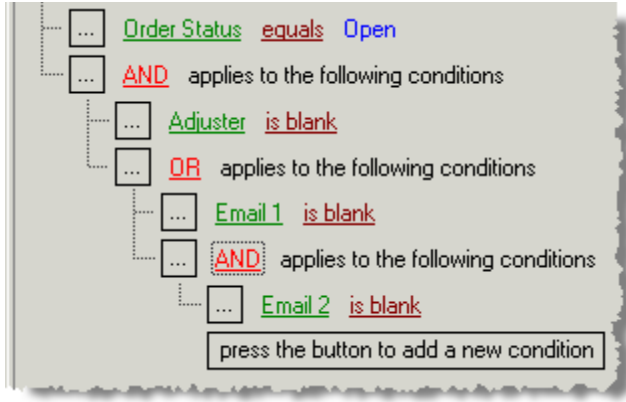 ... Order Status equals Open
... AND applies to the following conditions
... Adjuster is blank
... OR applies to the following conditions
... Email 1 is blank
... AND applies to the following conditions
... Email 2 is blank
press the button to add a new condition